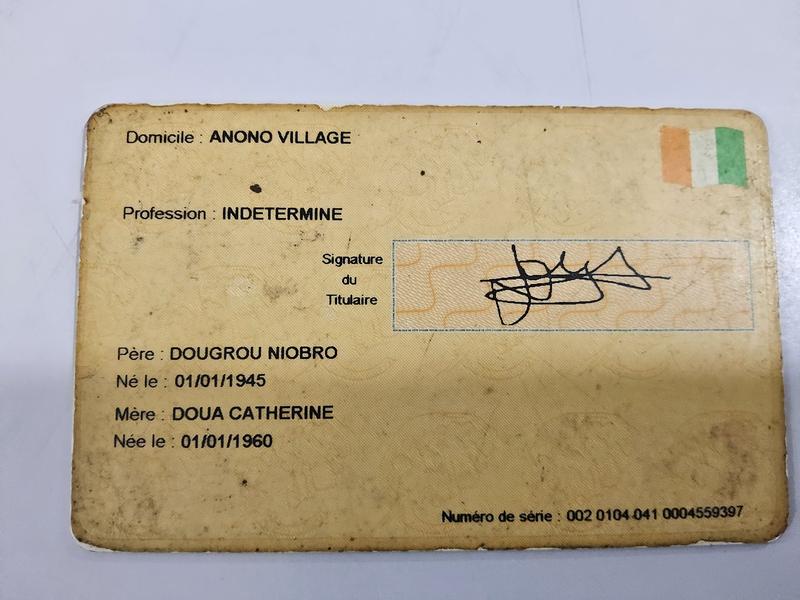 Domicile : ANONO VILLAGE
Profession : INDETERMINE
Signature
du
Titulaire
Père : DOUGROU NIOBRO
Né le : 01/01/1945
Mère : DOUA CATHERINE
Née le : 01/01/1960
Numéro de série : 002 0104 041 0004559397